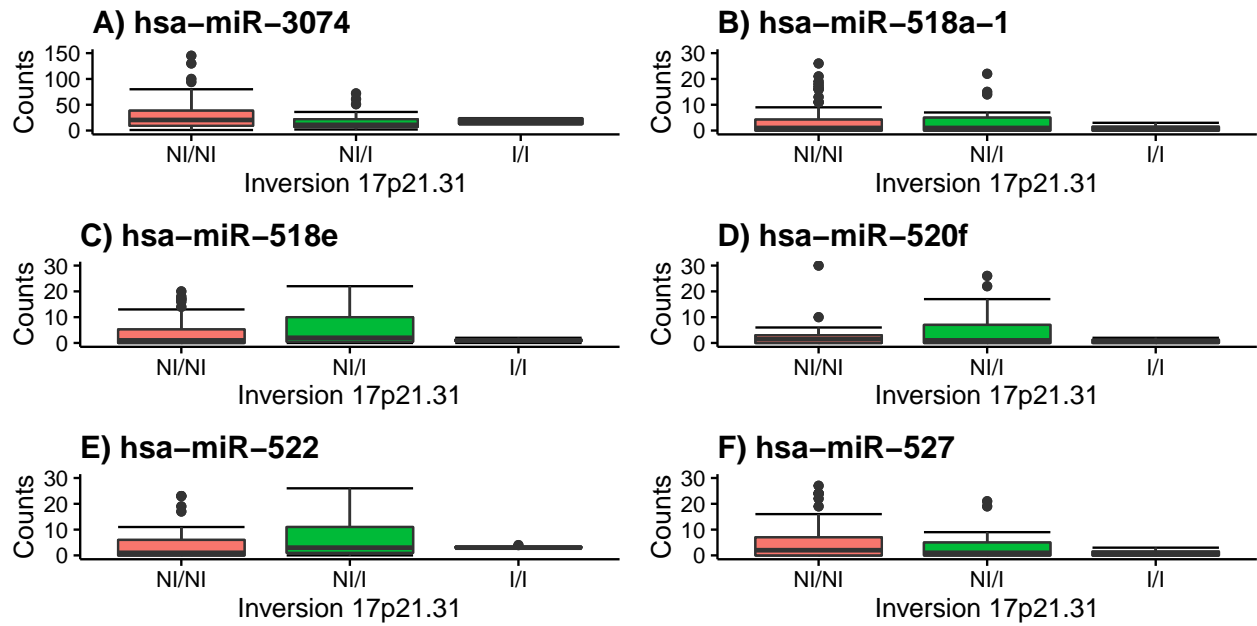 A) hsa−miR−3074
Counts
150
100
50
0
NI/NI NI/I I/I
Inversion 17p21.31
B) hsa−miR−518a−1
Counts
30
20
10
0
NI/NI NI/I I/I
Inversion 17p21.31
C) hsa−miR−518e
Counts
30
20
10
0
NI/NI NI/I I/I
Inversion 17p21.31
D) hsa−miR−520f
Counts
30
20
10
0
NI/NI NI/I I/I
Inversion 17p21.31
E) hsa−miR−522
Counts
30
20
10
0
NI/NI NI/I I/I
Inversion 17p21.31
F) hsa−miR−527
Counts
30
20
10
0
NI/NI NI/I I/I
Inversion 17p21.31